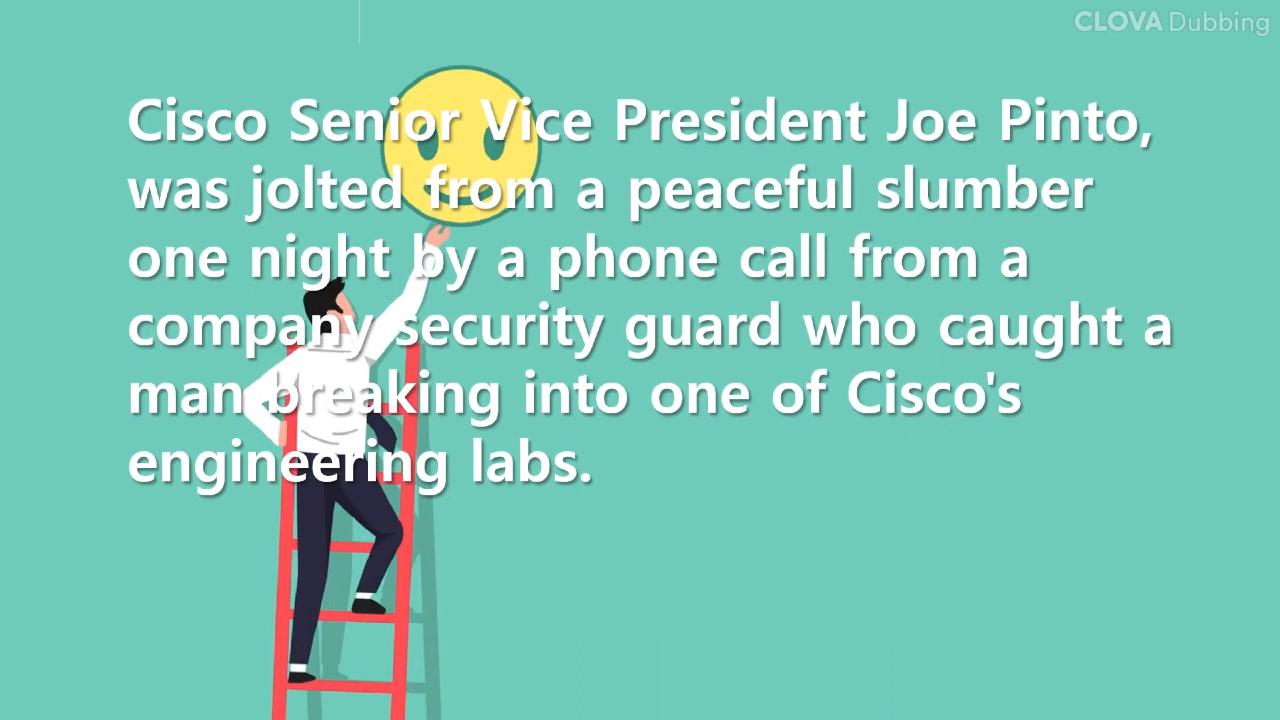 CLOVA Dubbing
Cisco Senior Vice President Joe Pinto,
was jolted from a peaceful slumber
one night by a phone call from a
company security guard who caught a
man breaking into one of Cisco's
engineering labs.